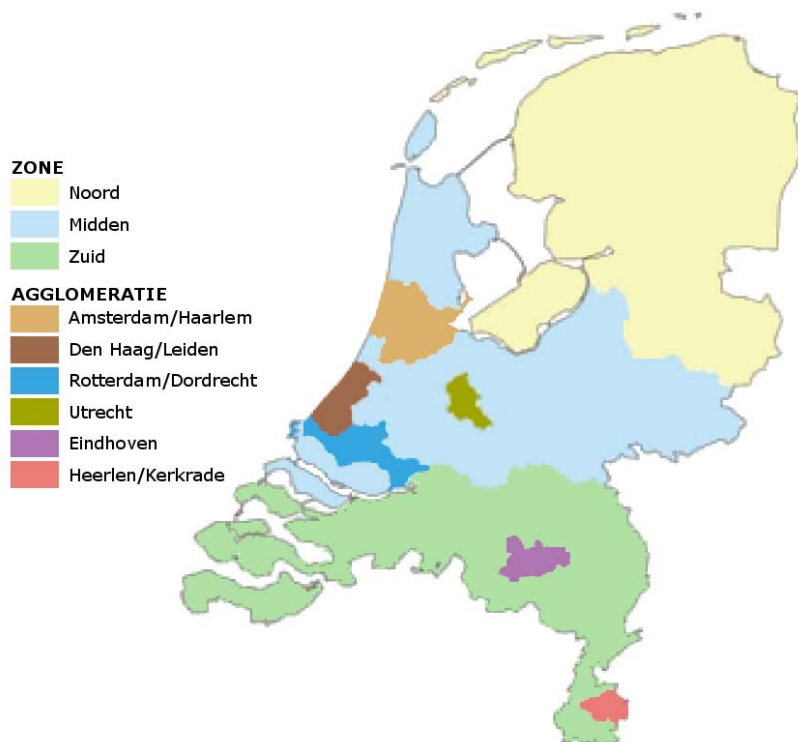 ZONE
Noord
Midden
Zuid
AGGLOMERATIE
Amsterdam/Haarlem
Den Haag/Leiden
Rotterdam/Dordrecht
Utrecht
Eindhoven
Heerlen/Kerkrade